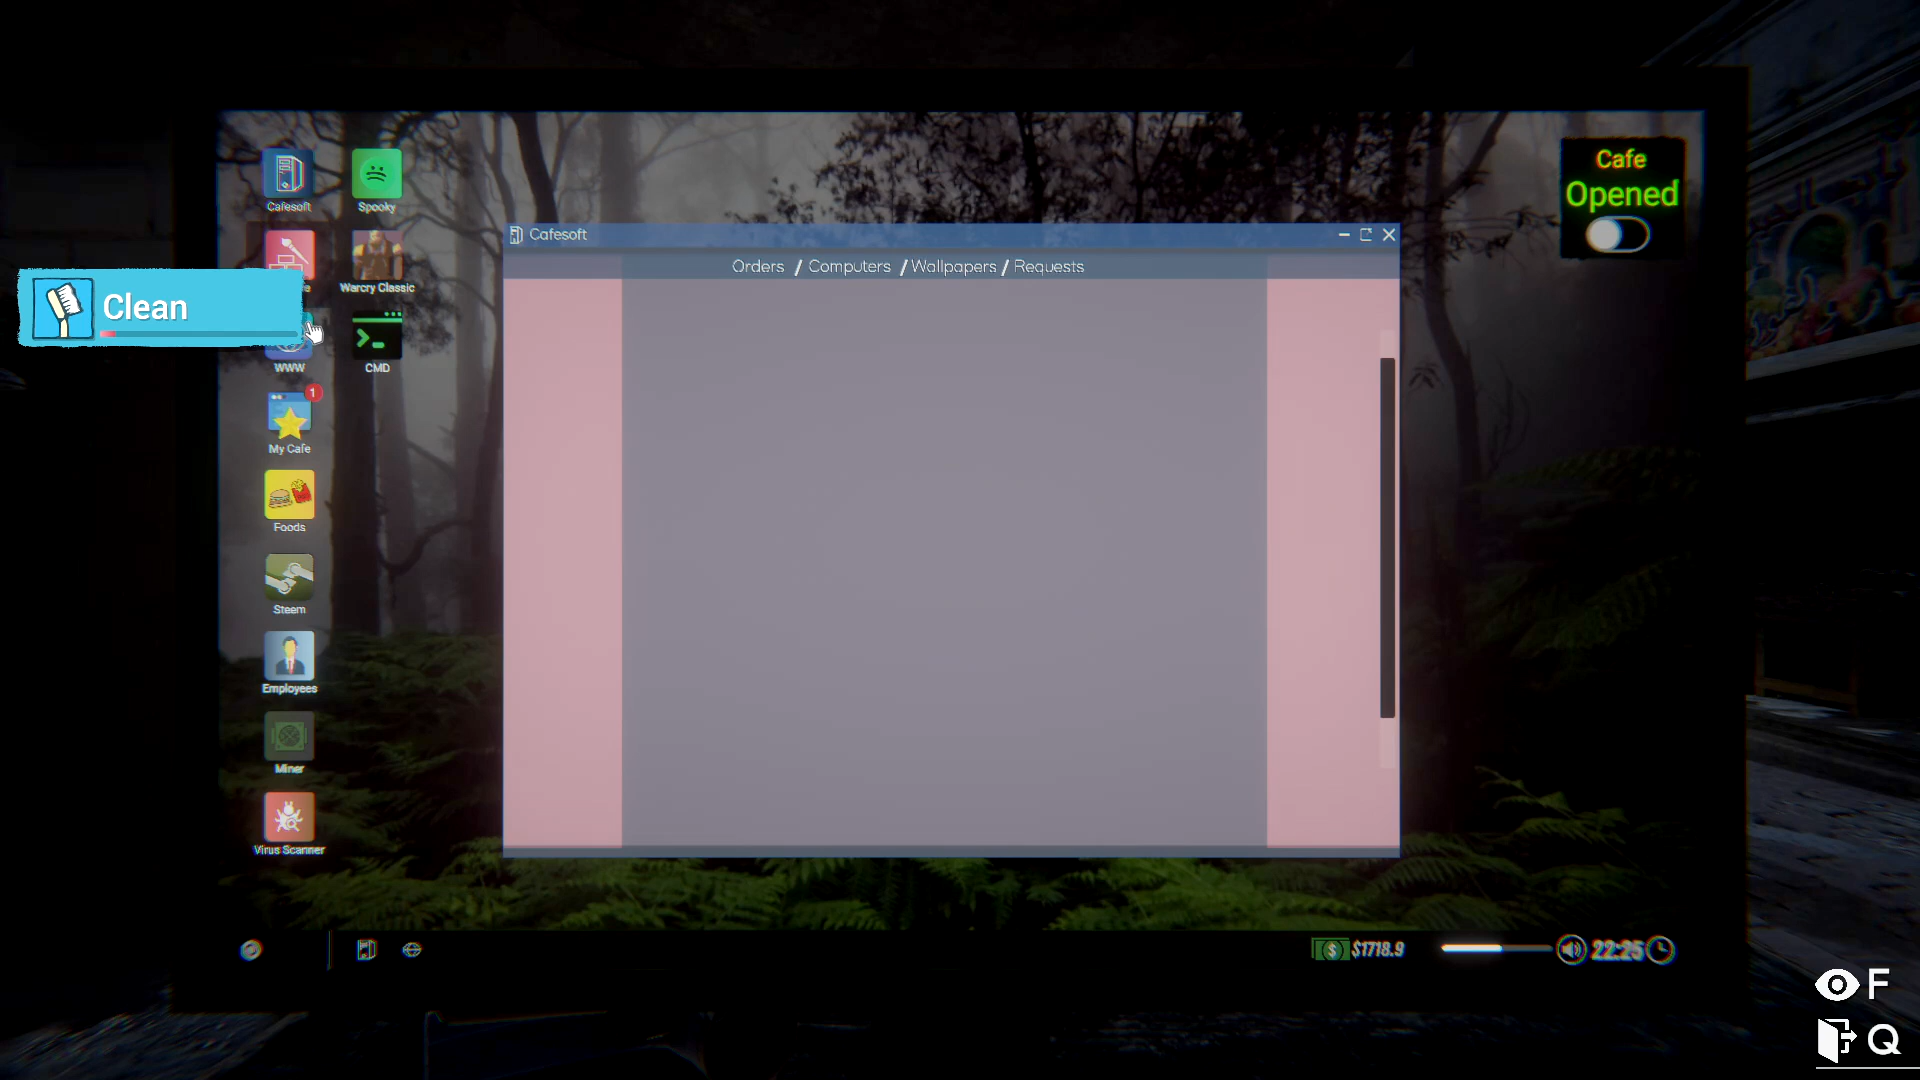 Cafe
Opened
Cafesoft
Spooky
Cafesoft
Orders / Computers / Wallpapers / Requests
Warcry Classic
Clean
WWW
CMD
1
My Cafe
Foods
Steem
Employees
Miner
Virus Scanner
$1718.9
22:25
F
Q